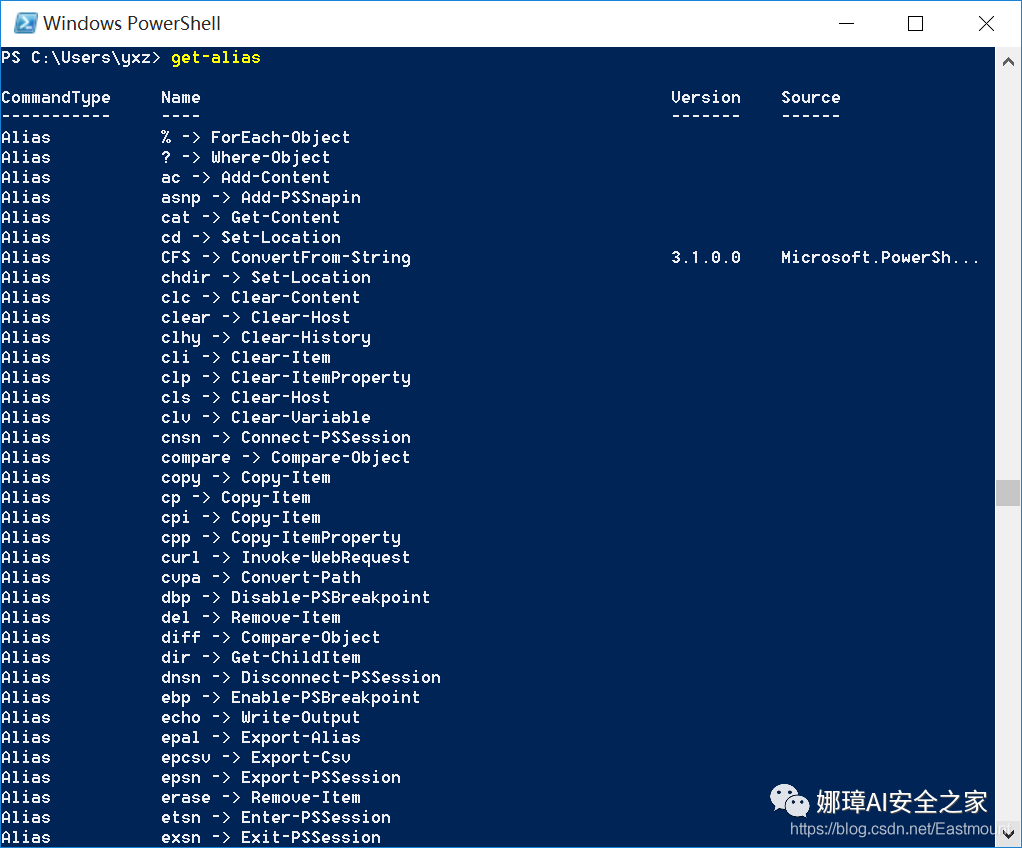 Windows PowerShell
PS C:\Users\yxz> get-alias
CommandType Name Version Source
----------- ---- ------- ------
Alias % -> ForEach-Object
Alias ? -> Where-Object
Alias ac -> Add-Content
Alias asnp -> Add-PSSnapin
Alias cat -> Get-Content
Alias cd -> Set-Location
Alias CFS -> ConvertFrom-String 3.1.0.0 Microsoft.PowerSh...
Alias chdir -> Set-Location
Alias clc -> Clear-Content
Alias clear -> Clear-Host
Alias clhy -> Clear-History
Alias cli -> Clear-Item
Alias clp -> Clear-ItemProperty
Alias cls -> Clear-Host
Alias clv -> Clear-Variable
Alias cnsn -> Connect-PSSession
Alias compare -> Compare-Object
Alias copy -> Copy-Item
Alias cp -> Copy-Item
Alias cpi -> Copy-Item
Alias cpp -> Copy-ItemProperty
Alias curl -> Invoke-WebRequest
Alias cvpa -> Convert-Path
Alias dbp -> Disable-PSBreakpoint
Alias del -> Remove-Item
Alias diff -> Compare-Object
Alias dir -> Get-ChildItem
Alias dnsn -> Disconnect-PSSession
Alias ebp -> Enable-PSBreakpoint
Alias echo -> Write-Output
Alias epal -> Export-Alias
Alias epcsv -> Export-Csv
Alias epsn -> Export-PSSession
Alias erase -> Remove-Item
Alias etsn -> Enter-PSSession
Alias exsn -> Exit-PSSession
娜璋AI安全之家
https://blog.csdn.net/Eastmount